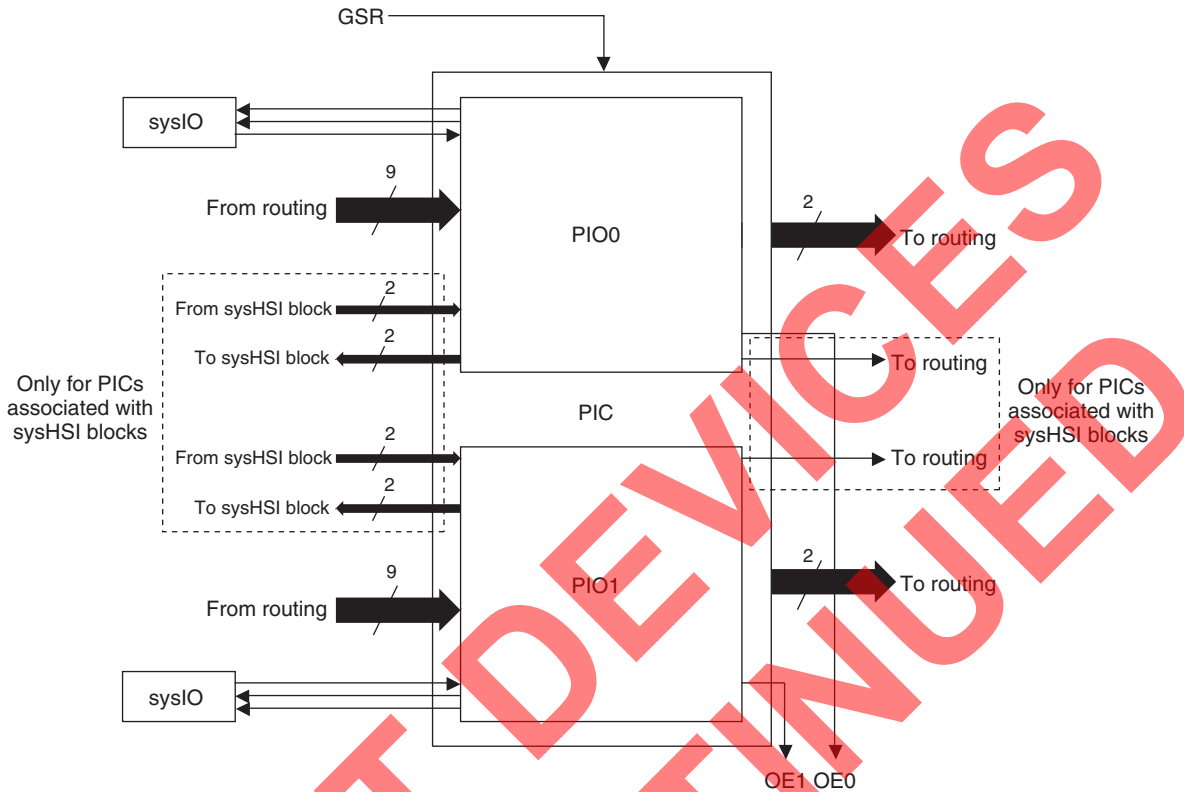 GSR
sysIO
9
From routing
PIO0
2
To routing
From sysHSI block
2
To sysHSI block
2
To routing
Only for PICs
associated with
sysHSI blocks
PIC
Only for PICs
associated with
sysHSI blocks
From sysHSI block
2
To routing
To sysHSI block
2
9
From routing
PIO1
2
To routing
sysIO
OE1 OE0
DEVICES